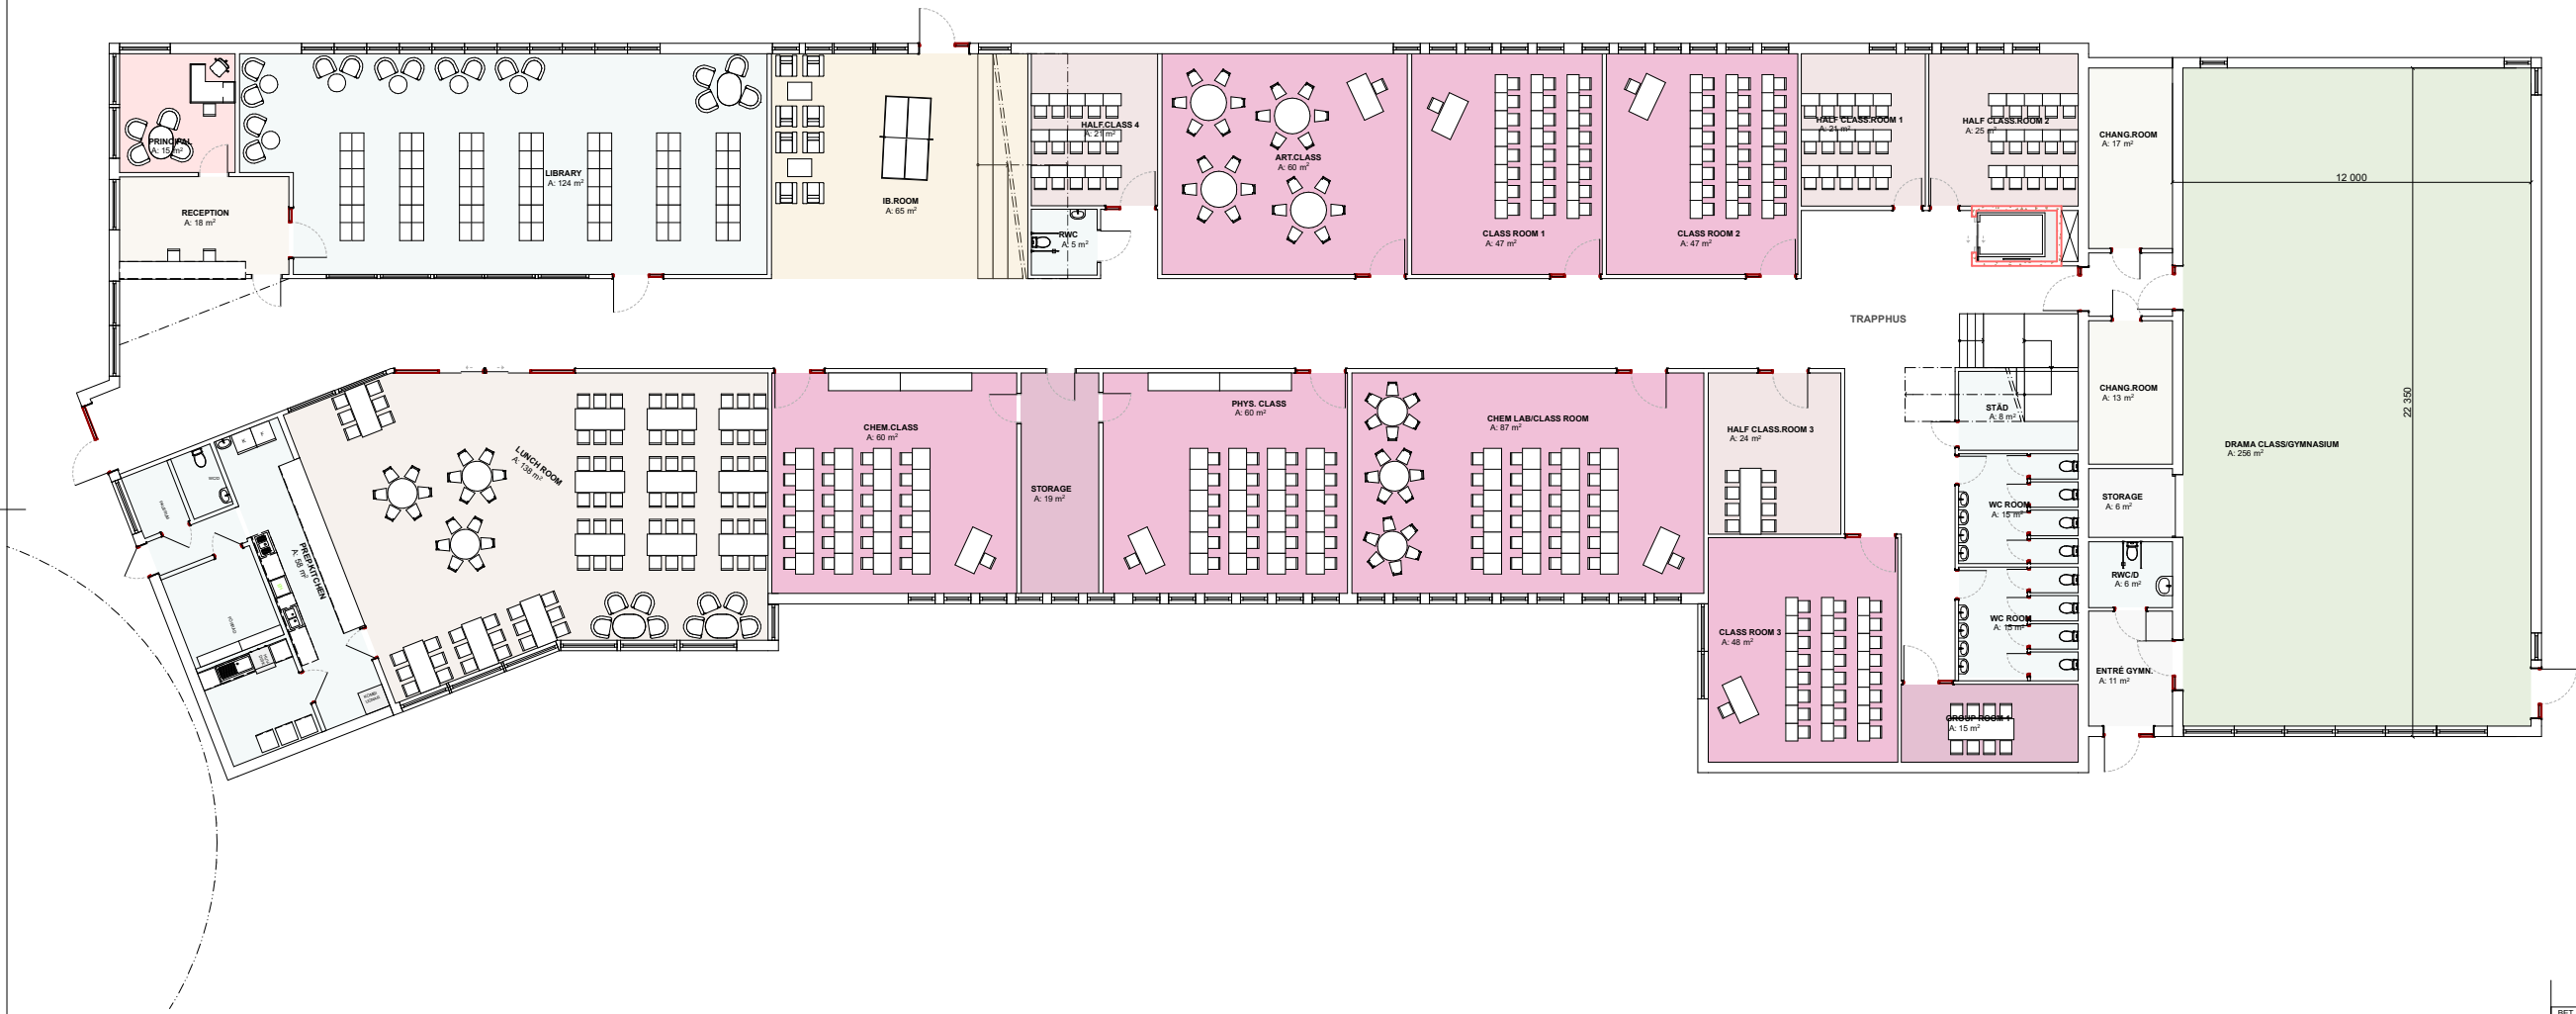 PRINCIPAL
A: 15 m²
RECEPTION
A: 18 m²
LIBRARY
A: 124 m²
IB.ROOM
A: 65 m²
HALF.CLASS 4
A: 21 m²
RWC
A: 5 m²
ART.CLASS
A: 60 m²
CLASS ROOM 1
A: 47 m²
CLASS ROOM 2
A: 47 m²
HALF CLASS.ROOM 1
A: 21 m²
HALF CLASS.ROOM 2
A: 25 m²
CHANG.ROOM
A: 17 m²
12 000
22 350
TRAPPHUS
CHANG.ROOM
A: 13 m²
DRAMA CLASS/GYMNASIUM
A: 256 m²
LUNCH ROOM
A: 138 m²
PREP.KITCHEN
A: 58 m²
K
F
CHEM.CLASS
A: 60 m²
STORAGE
A: 19 m²
PHYS. CLASS
A: 60 m²
CHEM LAB/CLASS ROOM
A: 87 m²
HALF CLASS.ROOM 3
A: 24 m²
STÄD
A: 8 m²
WC ROOM
A: 15 m²
WC ROOM
A: 15 m²
STORAGE
A: 6 m²
RWC/D
A: 6 m²
ENTRÉ GYMN.
A: 11 m²
CLASS ROOM 3
A: 48 m²
GROUP ROOM 1
A: 15 m²
BET